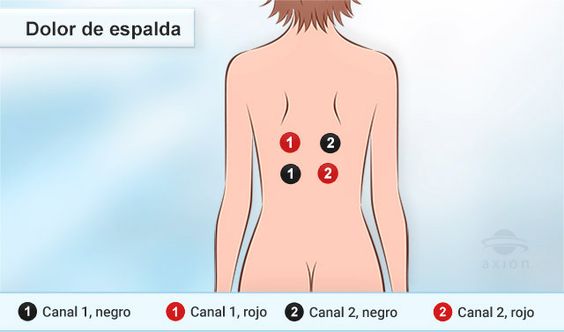 Dolor de espalda
1 2
1 2
axion
1 Canal 1, negro 1 Canal 1, rojo 2 Canal 2, negro 2 Canal 2, rojo